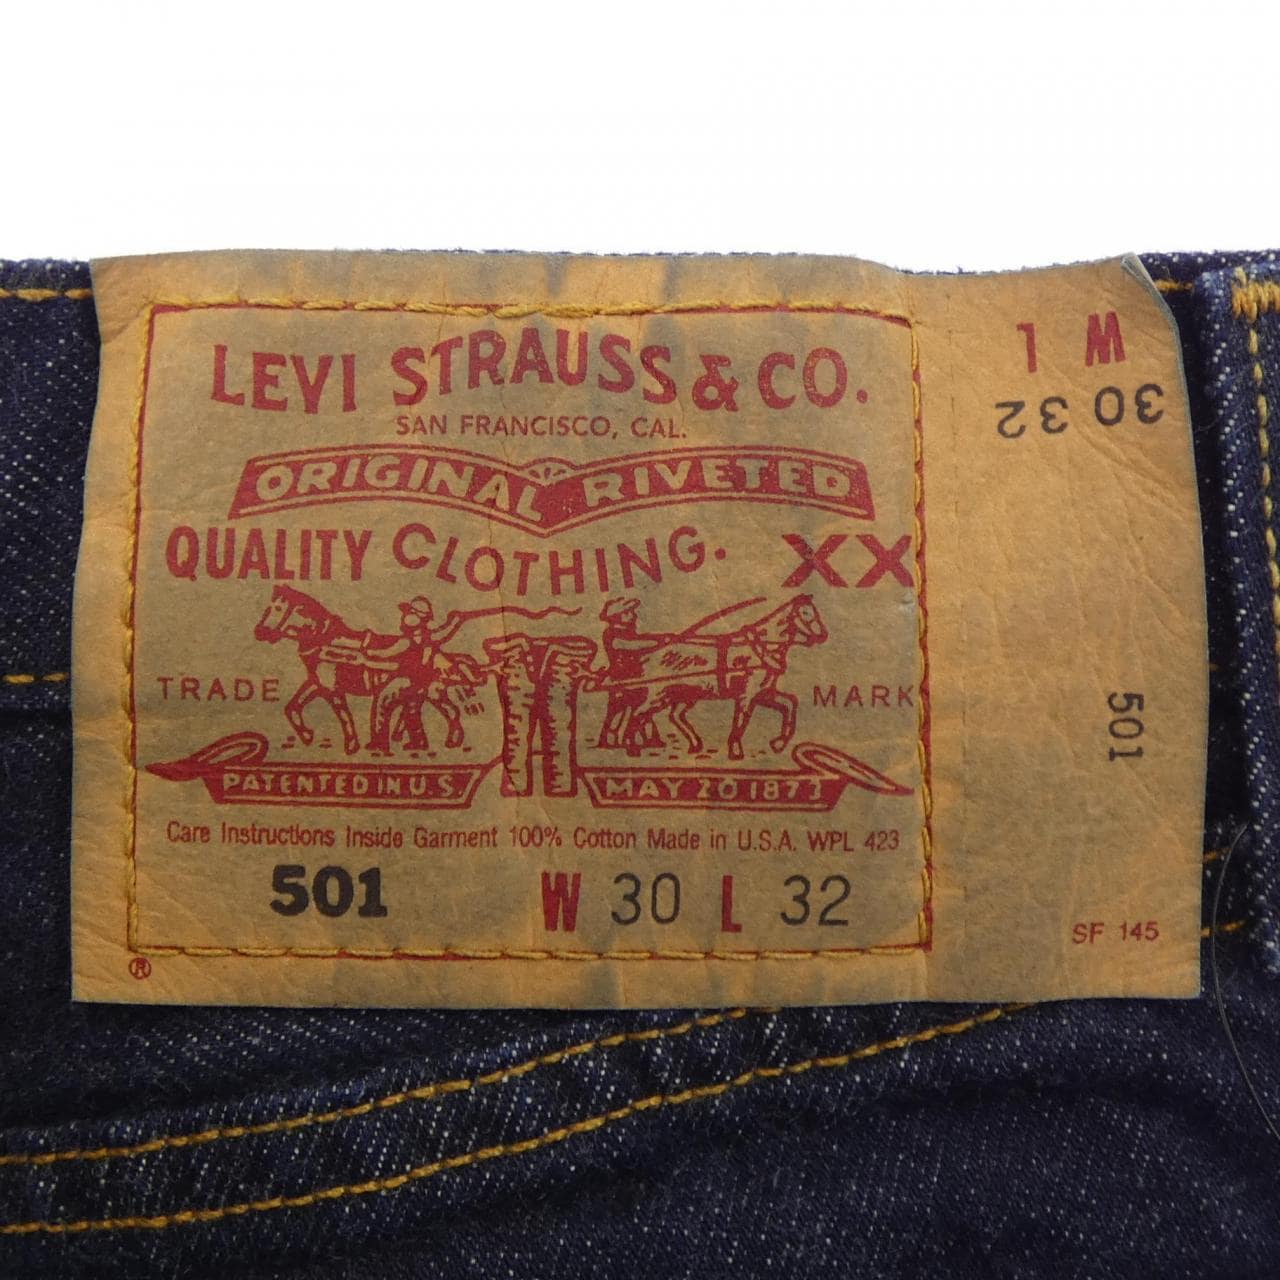 LEVI STRAUSS & CO.
SAN FRANCISCO, CAL.
ORIGINAL RIVETED
QUALITY CLOTHING. XX
TRADE MARK
PATENTED IN U.S. MAY 20 1873
Care Instructions Inside Garment 100% Cotton Made in U.S.A. WPL 423
501 W 30 L 32
®
W L
30 32
501
SF 145